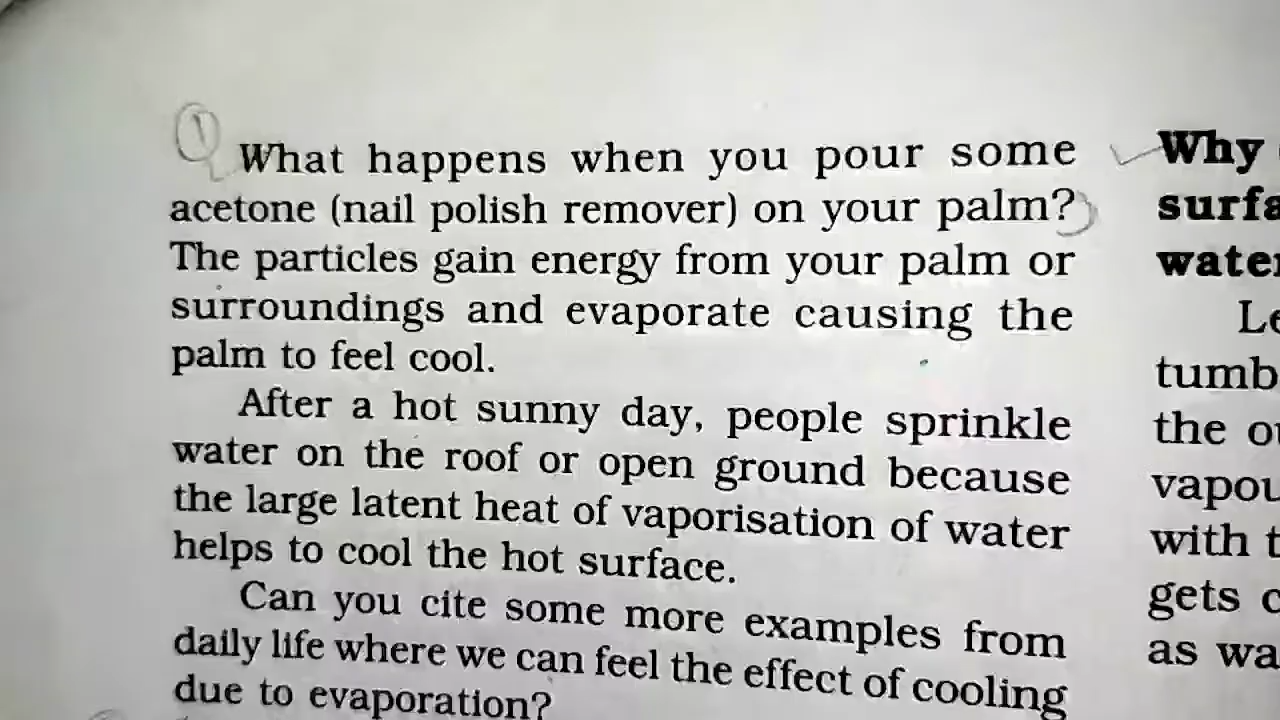 1
What happens when you pour some
acetone (nail polish remover) on your palm?
The particles gain energy from your palm or
surroundings and evaporate causing the
palm to feel cool.
After a hot sunny day, people sprinkle
water on the roof or open ground because
the large latent heat of vaporisation of water
helps to cool the hot surface.
Can you cite some more examples from
daily life where we can feel the effect of cooling
due to evaporation?
Why
surfa
water
Le
tumb
the o
vapou
with t
gets c
as wa